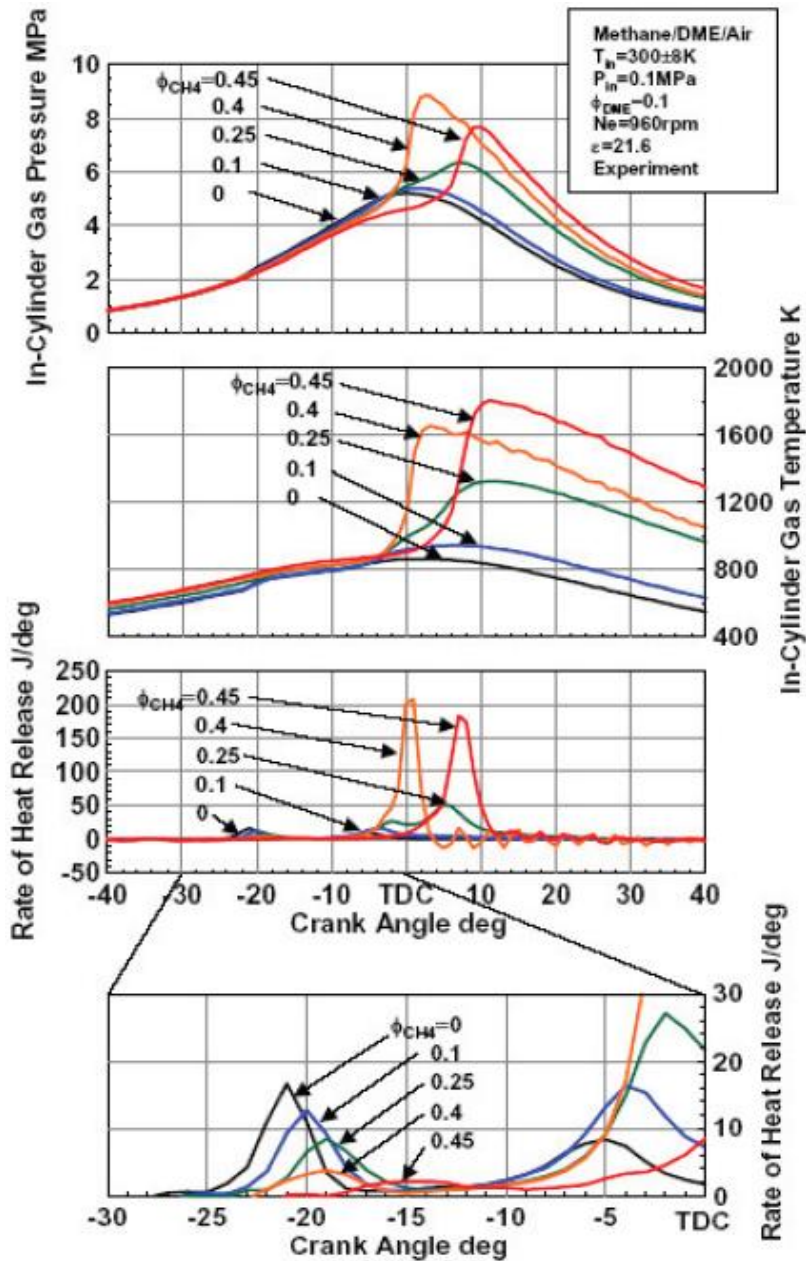 Methane/DME/Air
Tin=300±8K
Pin=0.1MPa
ϕDME=0.1
Ne=960rpm
ε=21.6
Experiment
In-Cylinder Gas Pressure MPa
10
8
6
4
2
0
ϕCH4=0.45
0.4
0.25
0.1
0
In-Cylinder Gas Temperature K
2000
1600
1200
800
400
ϕCH4=0.45
0.4
0.25
0.1
0
Rate of Heat Release J/deg
250
200
150
100
50
0
-50
ϕCH4=0.45
0.4
0.25
0.1
0
-40 -30 -20 -10 TDC 10 20 30 40
Crank Angle deg
Rate of Heat Release J/deg
30
20
10
0
ϕCH4=0
0.1
0.25
0.4
0.45
-30 -25 -20 -15 -10 -5 TDC
Crank Angle deg